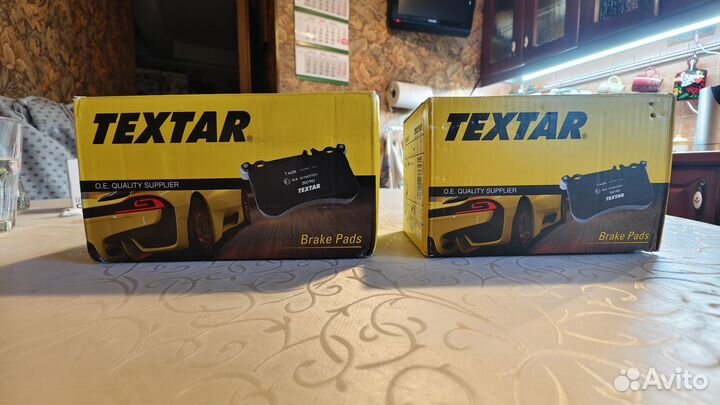 TEXTAR®
O.E. QUALITY SUPPLIER
TEXTAR
Brake Pads
TEXTAR®
O.E. QUALITY SUPPLIER
TEXTAR
Brake Pads
Avito